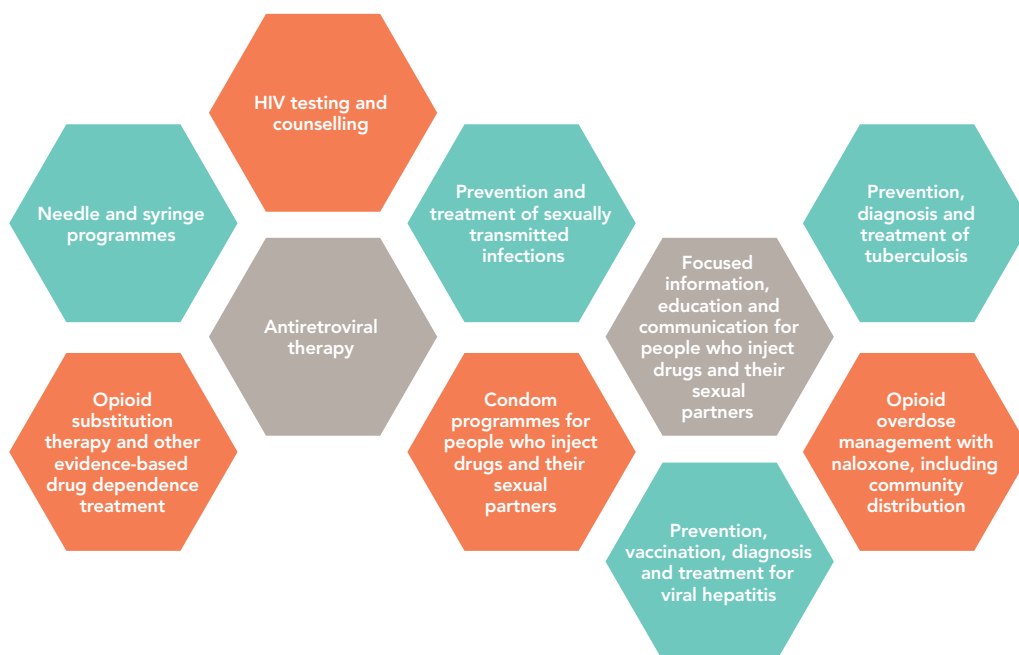 HIV testing and
counselling
Needle and syringe
programmes
Prevention and
treatment of sexually
transmitted
infections
Prevention,
diagnosis and
treatment of
tuberculosis
Antiretroviral
therapy
Focused
information,
education and
communication for
people who inject
drugs and their
sexual
partners
Opioid
substitution
therapy and other
evidence-based
drug dependence
treatment
Condom
programmes for
people who inject
drugs and their
sexual
partners
Opioid
overdose
management with
naloxone, including
community
distribution
Prevention,
vaccination, diagnosis
and treatment for
viral hepatitis